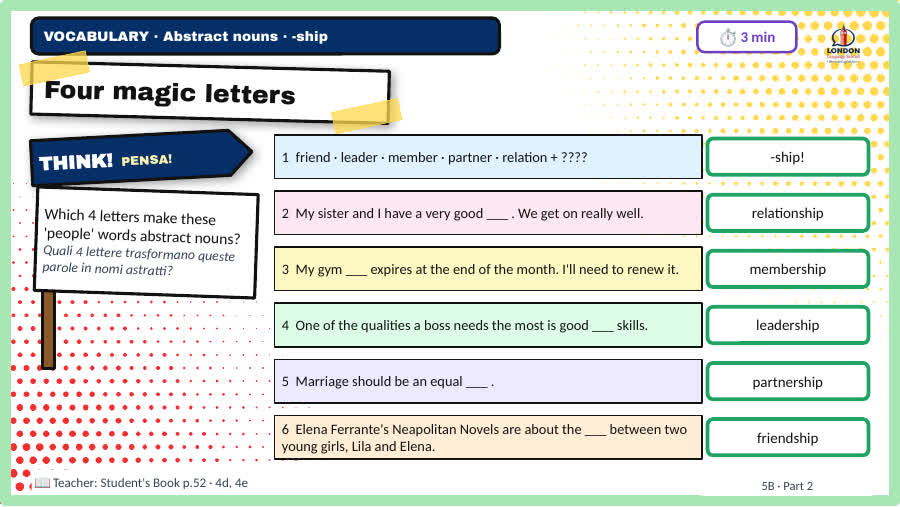 VOCABULARY · Abstract nouns · -ship
⏱️ 3 min
LONDON
Four magic letters
THINK! PENSA!
Which 4 letters make these
'people' words abstract nouns?
Quali 4 lettere trasformano queste
parole in nomi astratti?
1 friend · leader · member · partner · relation + ????
-ship!
2 My sister and I have a very good ___ . We get on really well.
relationship
3 My gym ___ expires at the end of the month. I'll need to renew it.
membership
4 One of the qualities a boss needs the most is good ___ skills.
leadership
5 Marriage should be an equal ___ .
partnership
6 Elena Ferrante's Neapolitan Novels are about the ___ between two
young girls, Lila and Elena.
friendship
📖 Teacher: Student's Book p.52 · 4d, 4e
5B · Part 2